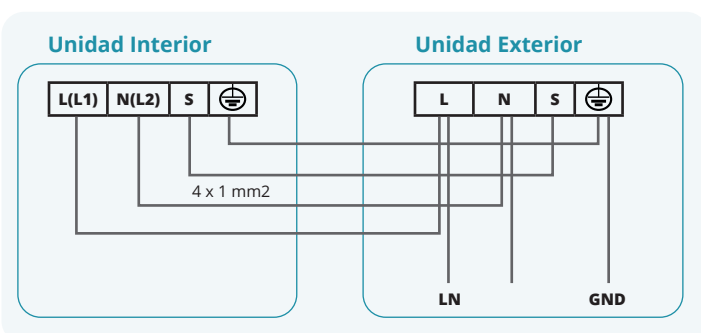 Unidad Interior Unidad Exterior
L(L1) N(L2) S L N S
4 x 1 mm2
LN GND